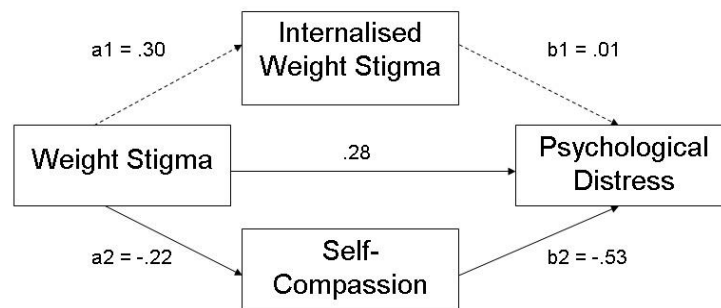 a1 = .30
Internalised
Weight Stigma
b1 = .01
Weight Stigma
.28
Psychological
Distress
a2 = -.22
Self-
Compassion
b2 = -.53